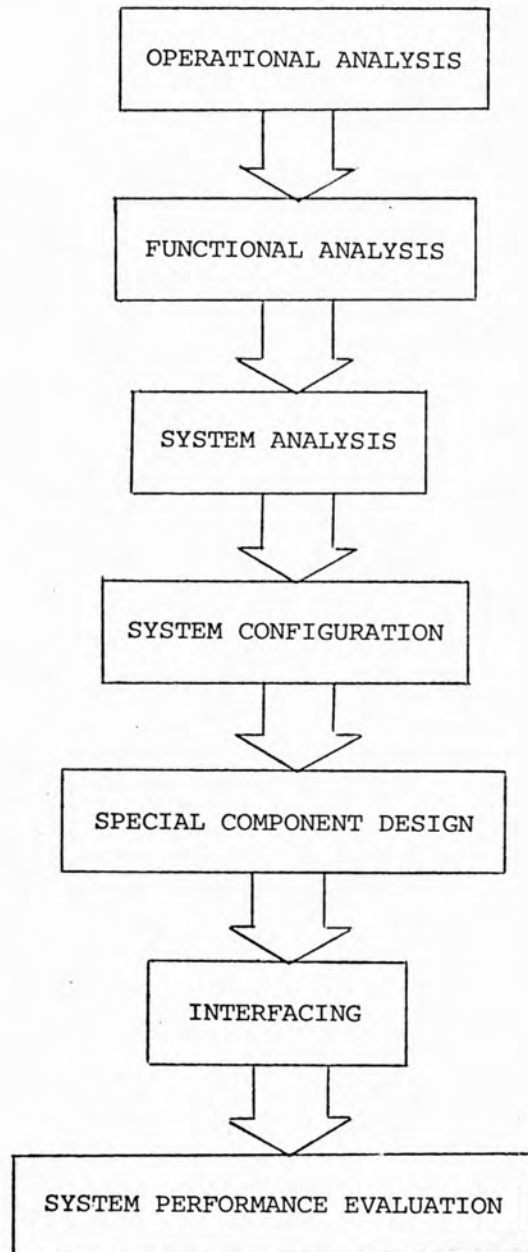 OPERATIONAL ANALYSIS
FUNCTIONAL ANALYSIS
SYSTEM ANALYSIS
SYSTEM CONFIGURATION
SPECIAL COMPONENT DESIGN
INTERFACING
SYSTEM PERFORMANCE EVALUATION